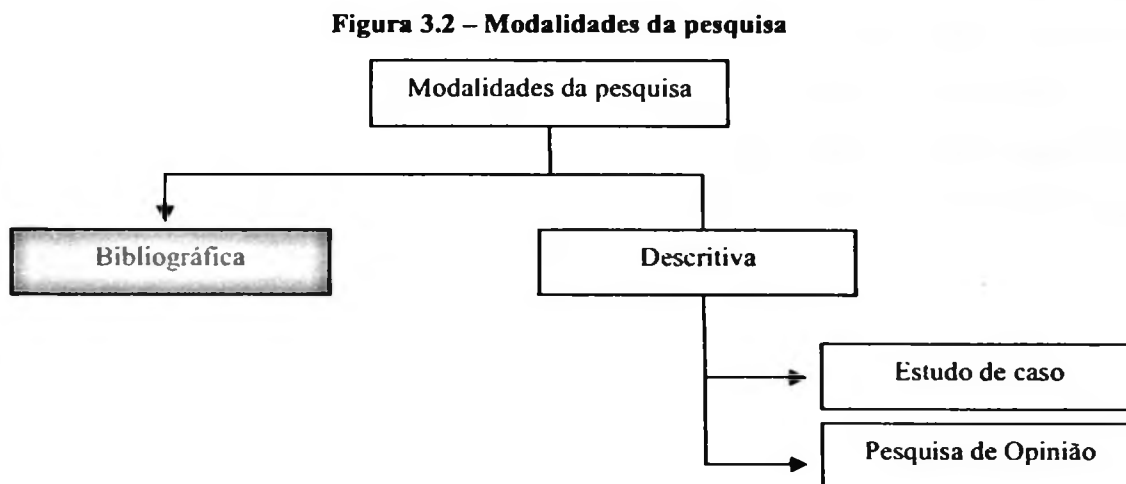 Figura 3.2 – Modalidades da pesquisa
Modalidades da pesquisa
Bibliográfica
Descritiva
Estudo de caso
Pesquisa de Opinião